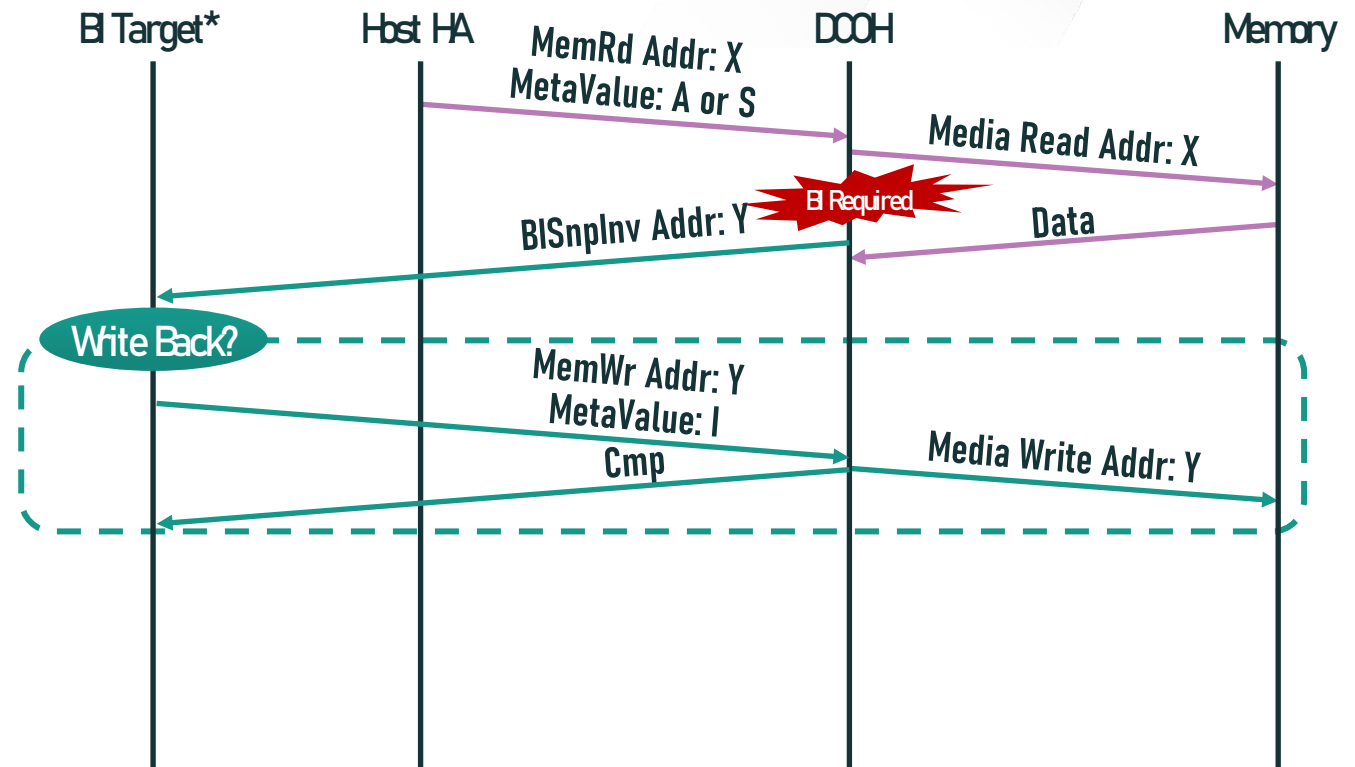 BI Target*
Host HA
DCOH
Memory
MemRd Addr: X
MetaValue: A or S
Media Read Addr: X
BI Required
BISnpInv Addr: Y
Data
Write Back?
MemWr Addr: Y
MetaValue: I
Cmp
Media Write Addr: Y